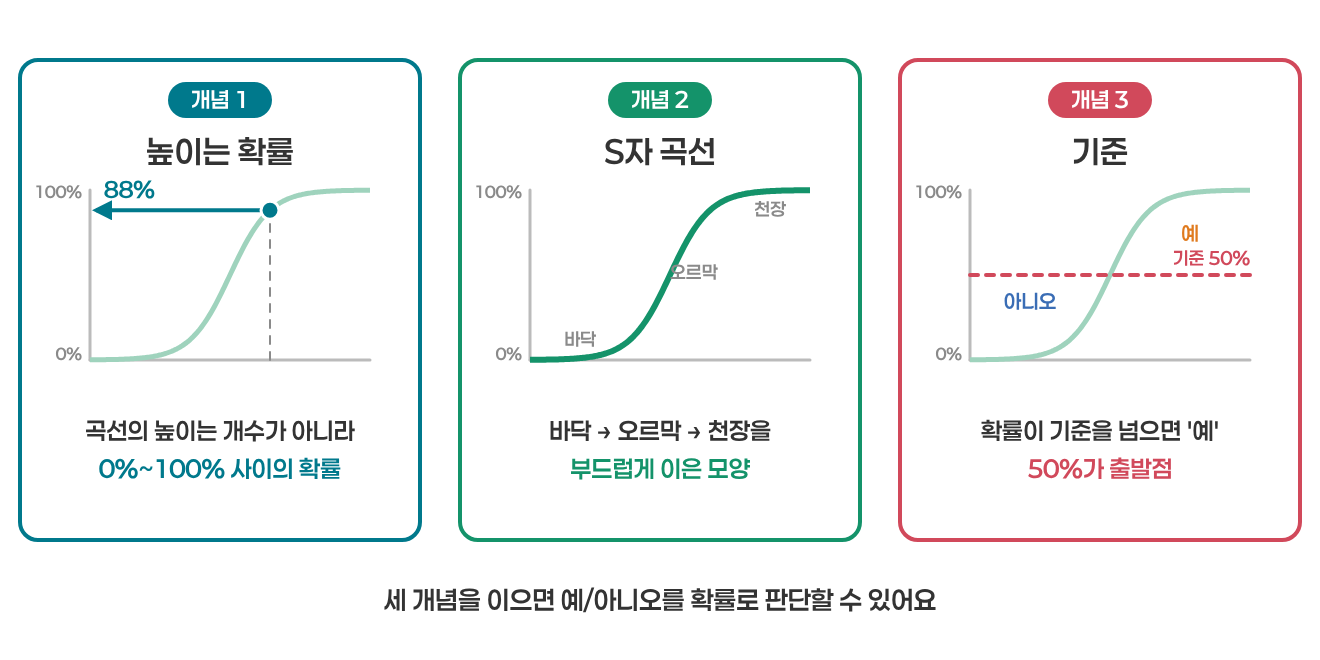 개념 1
높이는 확률
100%
88%
0%
곡선의 높이는 개수가 아니라
0%~100% 사이의 확률
개념 2
S자 곡선
100%
천장
오르막
바닥
0%
바닥 → 오르막 → 천장을
부드럽게 이은 모양
개념 3
기준
100%
예
기준 50%
아니오
0%
확률이 기준을 넘으면 '예'
50%가 출발점
세 개념을 이으면 예/아니오를 확률로 판단할 수 있어요